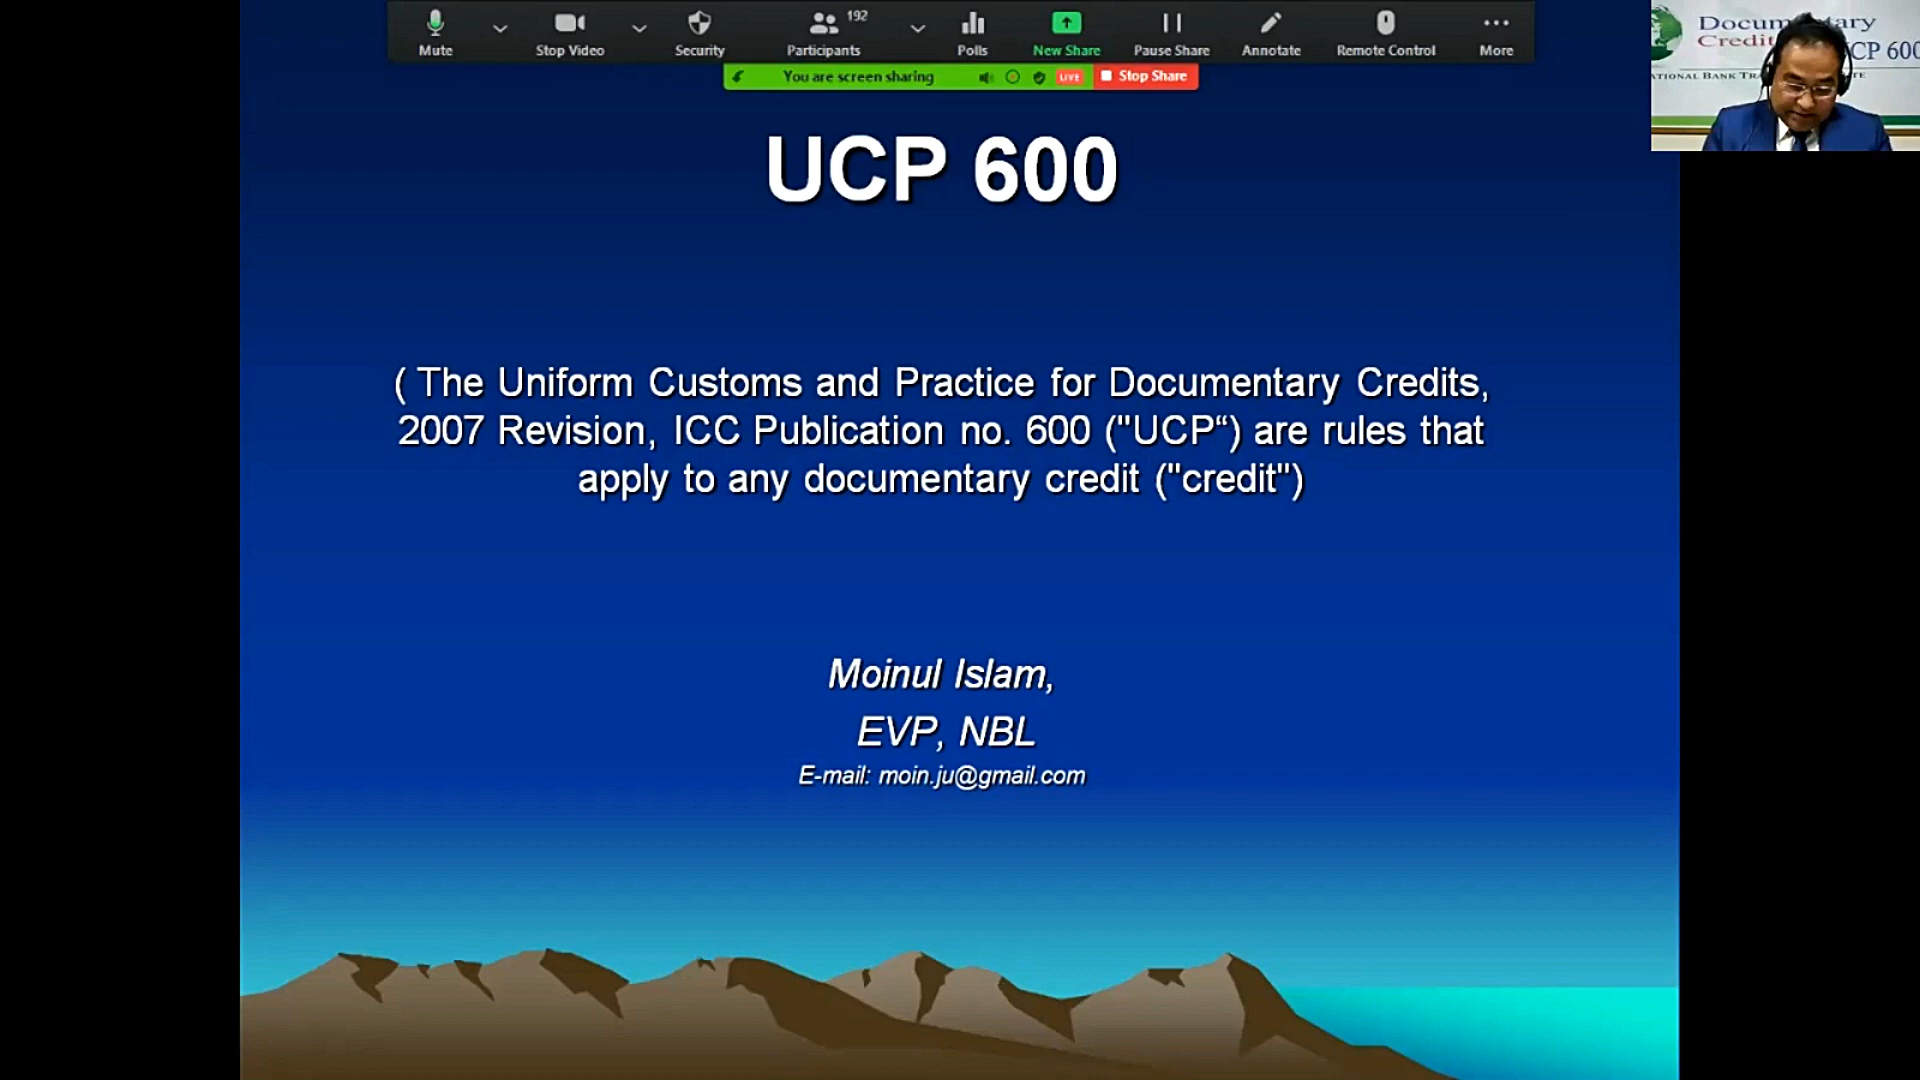 Mute
Stop Video
Security
Participants
192
Polls
New Share
Pause Share
Annotate
Remote Control
More
You are screen sharing
LIVE
Stop Share
UCP 600
( The Uniform Customs and Practice for Documentary Credits,
2007 Revision, ICC Publication no. 600 ("UCP“) are rules that
apply to any documentary credit ("credit")
Moinul Islam,
EVP, NBL
E-mail: moin.ju@gmail.com